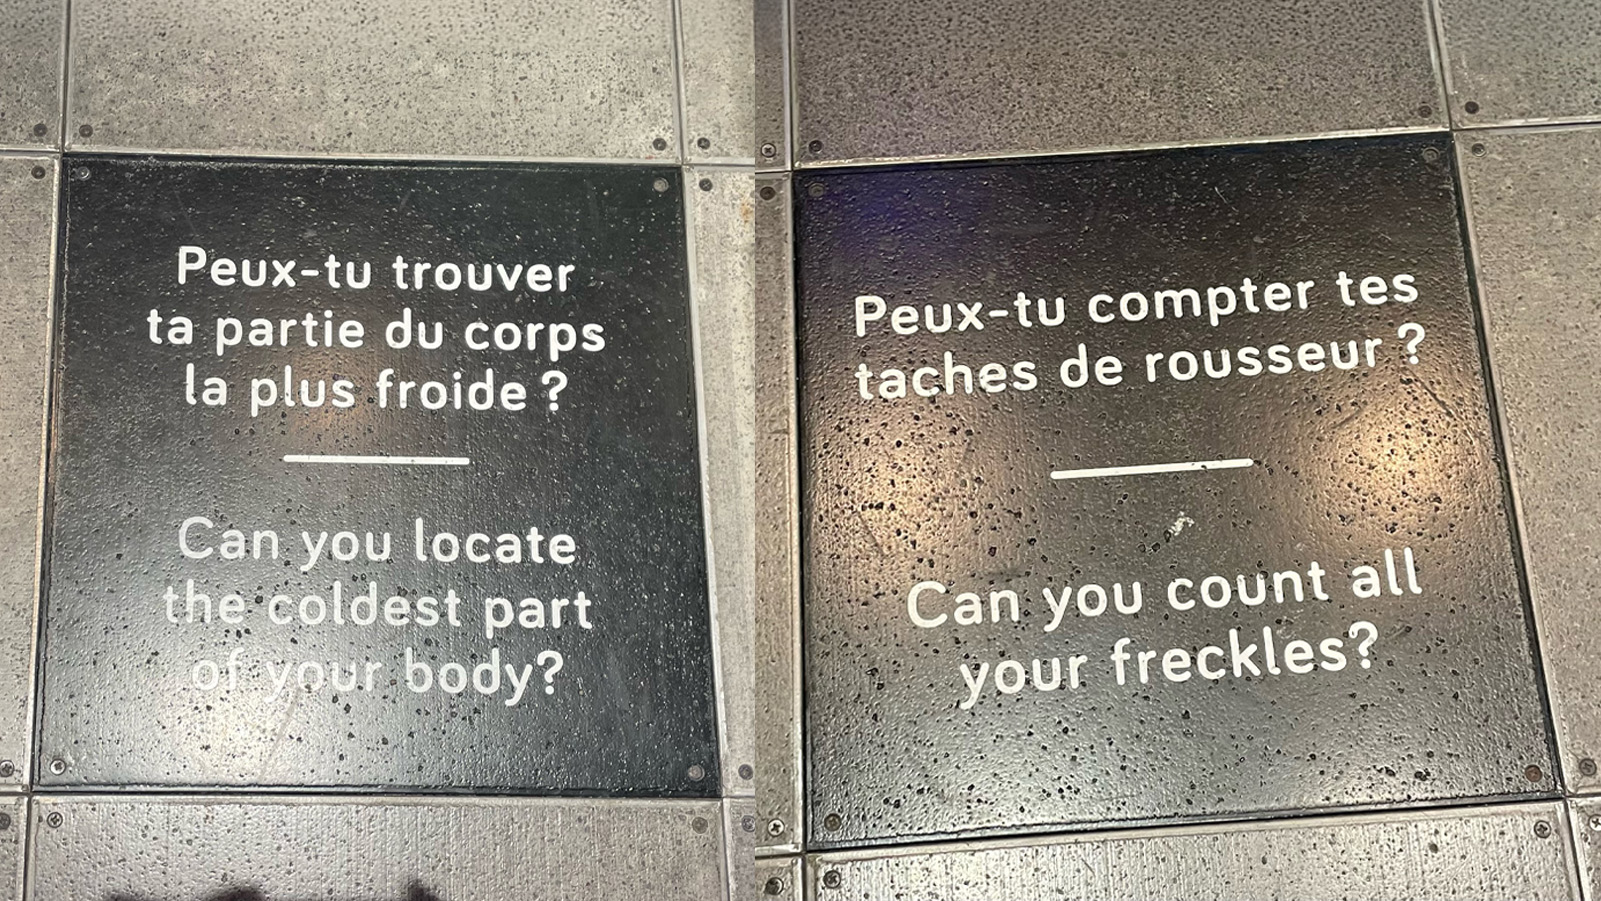 Peux-tu trouver
ta partie du corps
la plus froide ?
Can you locate
the coldest part
of your body?
Peux-tu compter tes
taches de rousseur ?
Can you count all
your freckles?